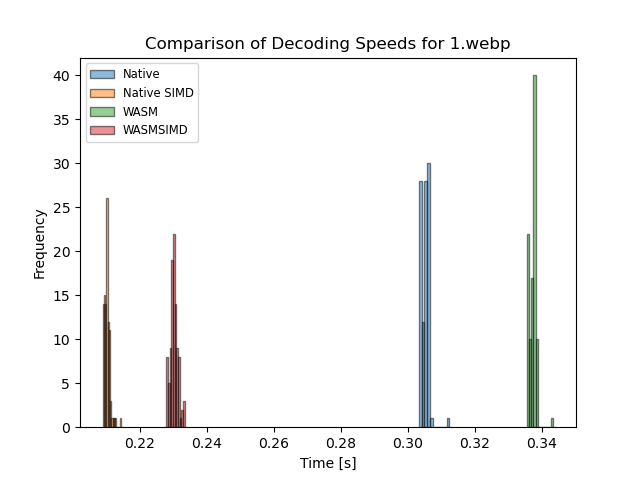 Comparison of Decoding Speeds for 1.webp
Native
Native SIMD
WASM
WASMSIMD
Frequency
40
35
30
25
20
15
10
5
0
0.22 0.24 0.26 0.28 0.30 0.32 0.34
Time [s]